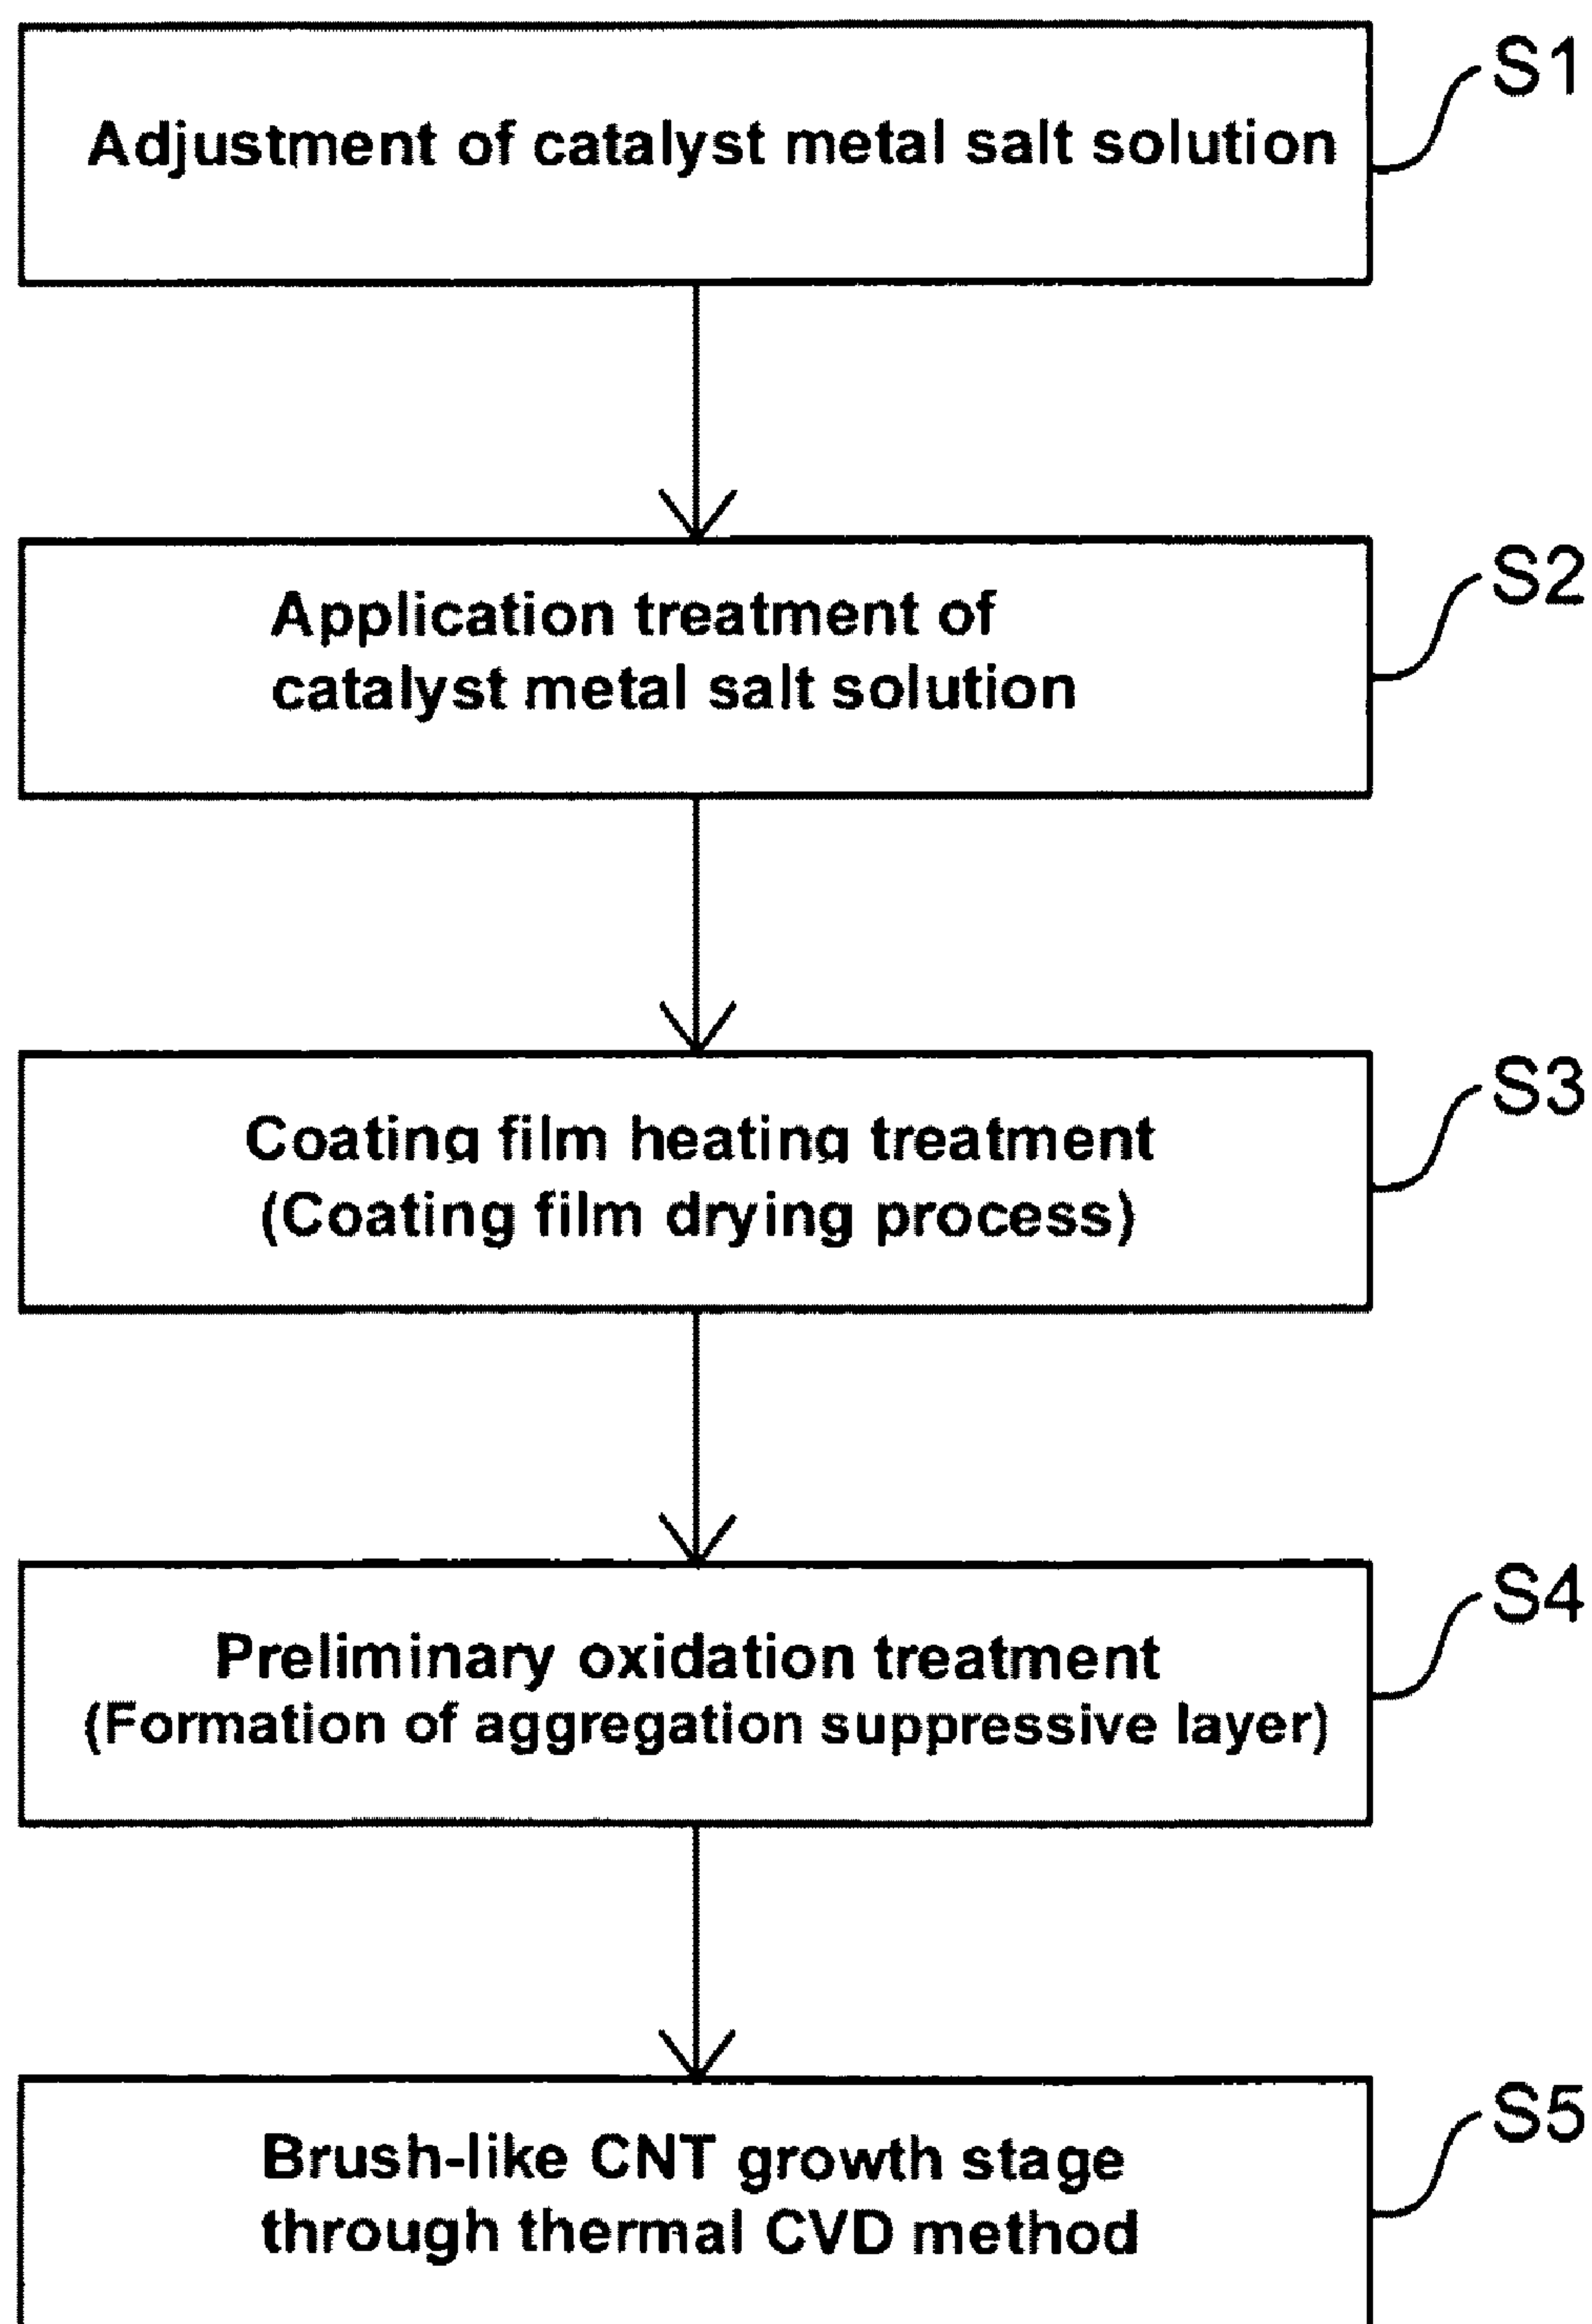 Adjustment of catalyst metal salt solution
S1
Application treatment of
catalyst metal salt solution
S2
Coating film heating treatment
(Coating film drying process)
S3
Preliminary oxidation treatment
(Formation of aggregation suppressive layer)
S4
Brush-like CNT growth stage
through thermal CVD method
S5